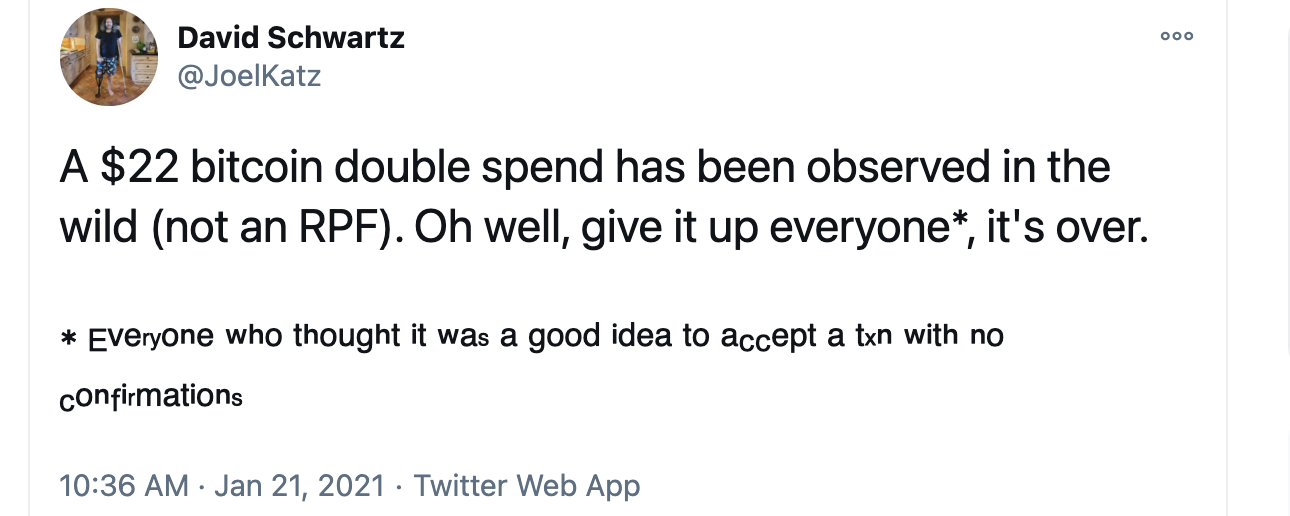 David Schwartz
@JoelKatz
A $22 bitcoin double spend has been observed in the
wild (not an RPF). Oh well, give it up everyone*, it's over.
* Everyone who thought it was a good idea to accept a txn with no
confirmations
10:36 AM · Jan 21, 2021 · Twitter Web App